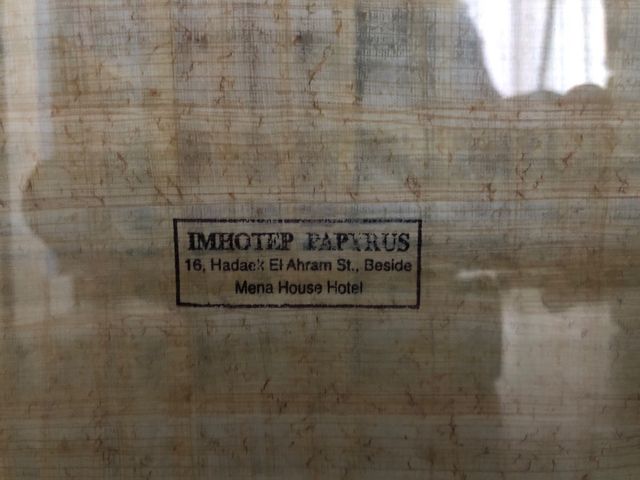 IMHOTEP PAPYRUS
16, Hadaek El Ahram St., Beside
Mena House Hotel